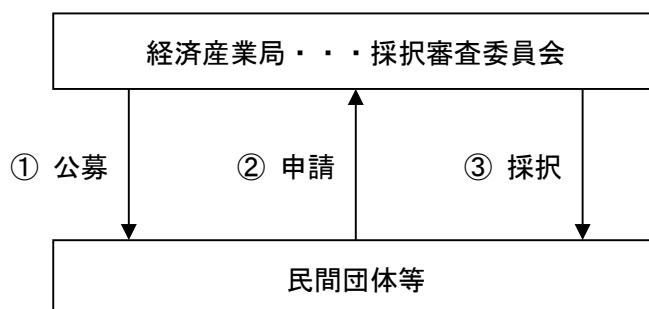 経済産業局・・・採択審査委員会
① 公募
② 申請
③ 採択
民間団体等